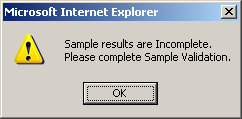 Microsoft Internet Explorer
Sample results are Incomplete.
Please complete Sample Validation.
OK